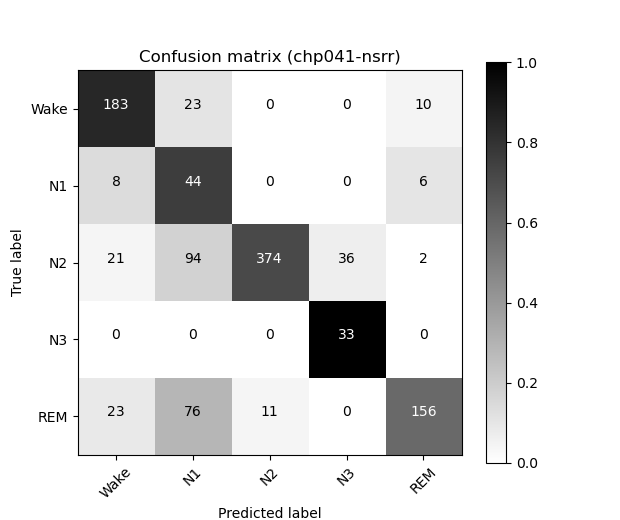 Confusion matrix (chp041-nsrr)
1.0
Wake 183 23 0 0 10
0.8
N1 8 44 0 0 6
0.6
True label
N2 21 94 374 36 2
0.4
N3 0 0 0 33 0
0.2
REM 23 76 11 0 156
0.0
Wake N1 N2 N3 REM
Predicted label